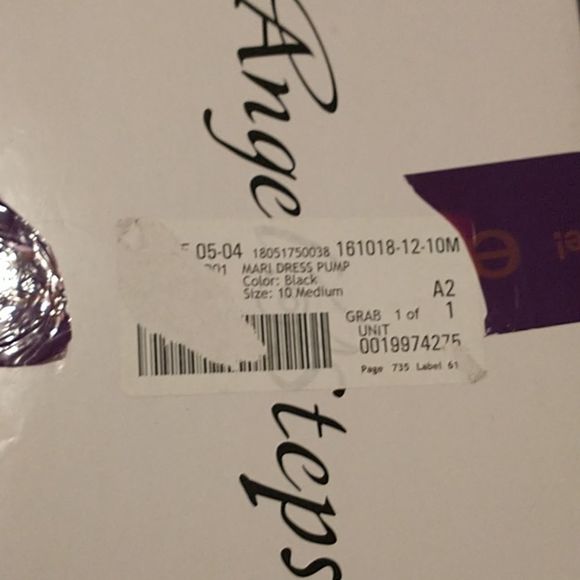 Ange
05-04 18051750038 161018-12-10M
MARI DRESS PUMP
Color: Black
Size: 10 Medium
A2
GRAB 1 of 1
UNIT
0019974275
Page 735 Label 61
teps